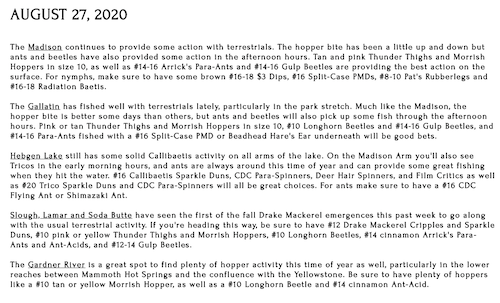 AUGUST 27, 2020
The Madison continues to provide some action with terrestrials. The hopper bite has been a little up and down but
ants and beetles have also provided some action in the afternoon hours. Tan and pink Thunder Thighs and Morrish
Hoppers in size 10, as well as #14-16 Arrick's Para-Ants and #14-16 Gulp Beetles are providing the best action on the
surface. For nymphs, make sure to have some brown #16-18 $3 Dips, #16 Split-Case PMDs, #8-10 Pat's Rubberlegs and
#16-18 Radiation Baetis.
The Gallatin has fished well with terrestrials lately, particularly in the park stretch. Much like the Madison, the
hopper bite is better some days than others, but ants and beetles will also pick up some fish through the afternoon
hours. Pink or tan Thunder Thighs and Morrish Hoppers in size 10, #10 Longhorn Beetles and #14-16 Gulp Beetles, and
#14-16 Para-Ants fished with a #16 Split-Case PMD or Beadhead Hare's Ear underneath will be good bets.
Hebgen Lake still has some solid Callibaetis activity on all arms of the lake. On the Madison Arm you'll also see
Tricos in the early morning hours, and ants are always around this time of year and can provide some great fishing
when they hit the water. #16 Callibaetis Sparkle Duns, CDC Para-Spinners, Deer Hair Spinners, and Film Critics as well
as #20 Trico Sparkle Duns and CDC Para-Spinners will all be great choices. For ants make sure to have a #16 CDC
Flying Ant or Shimazaki Ant.
Slough, Lamar and Soda Butte have seen the first of the fall Drake Mackerel emergences this past week to go along
with the usual terrestrial activity. If you're heading this way, be sure to have #12 Drake Mackerel Cripples and Sparkle
Duns, #10 pink or yellow Thunder Thighs and Morrish Hoppers, #10 Longhorn Beetles, #14 cinnamon Arrick's Para-
Ants and Ant-Acids, and #12-14 Gulp Beetles.
The Gardner River is a great spot to find plenty of hopper activity this time of year as well, particularly in the lower
reaches between Mammoth Hot Springs and the confluence with the Yellowstone. Be sure to have plenty of hoppers
like a #10 tan or yellow Morrish Hopper, as well as a #10 Longhorn Beetle and #14 cinnamon Ant-Acid.